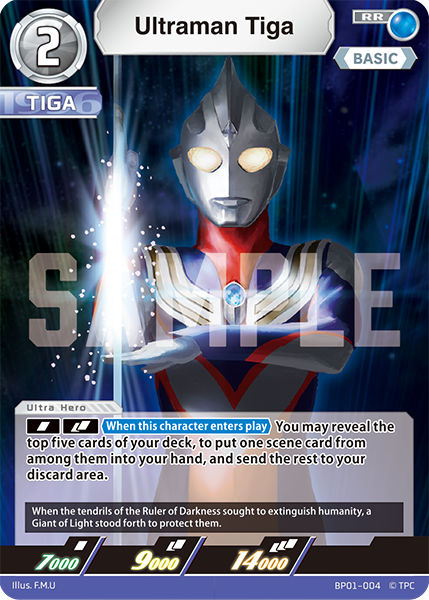 Ultraman Tiga
RR
2
BASIC
1996
TIGA
SAMPLE
Ultra Hero
When this character enters play You may reveal the
top five cards of your deck, to put one scene card from
among them into your hand, and send the rest to your
discard area.
When the tendrils of the Ruler of Darkness sought to extinguish humanity, a
Giant of Light stood forth to protect them.
7000 9000 14000
Illus. F.M.U BP01-004 © TPC